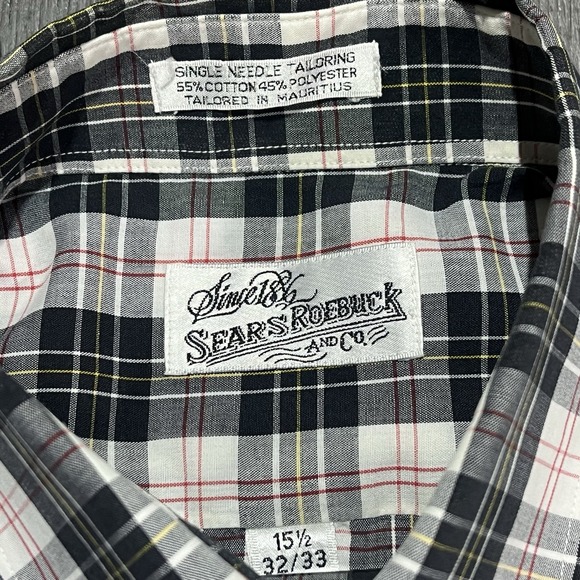 SINGLE NEEDLE TAILORING
55% COTTON 45% POLYESTER
TAILORED IN MAURITIUS
Since 1886
SEARS ROEBUCK
AND CO.
15½
32/33